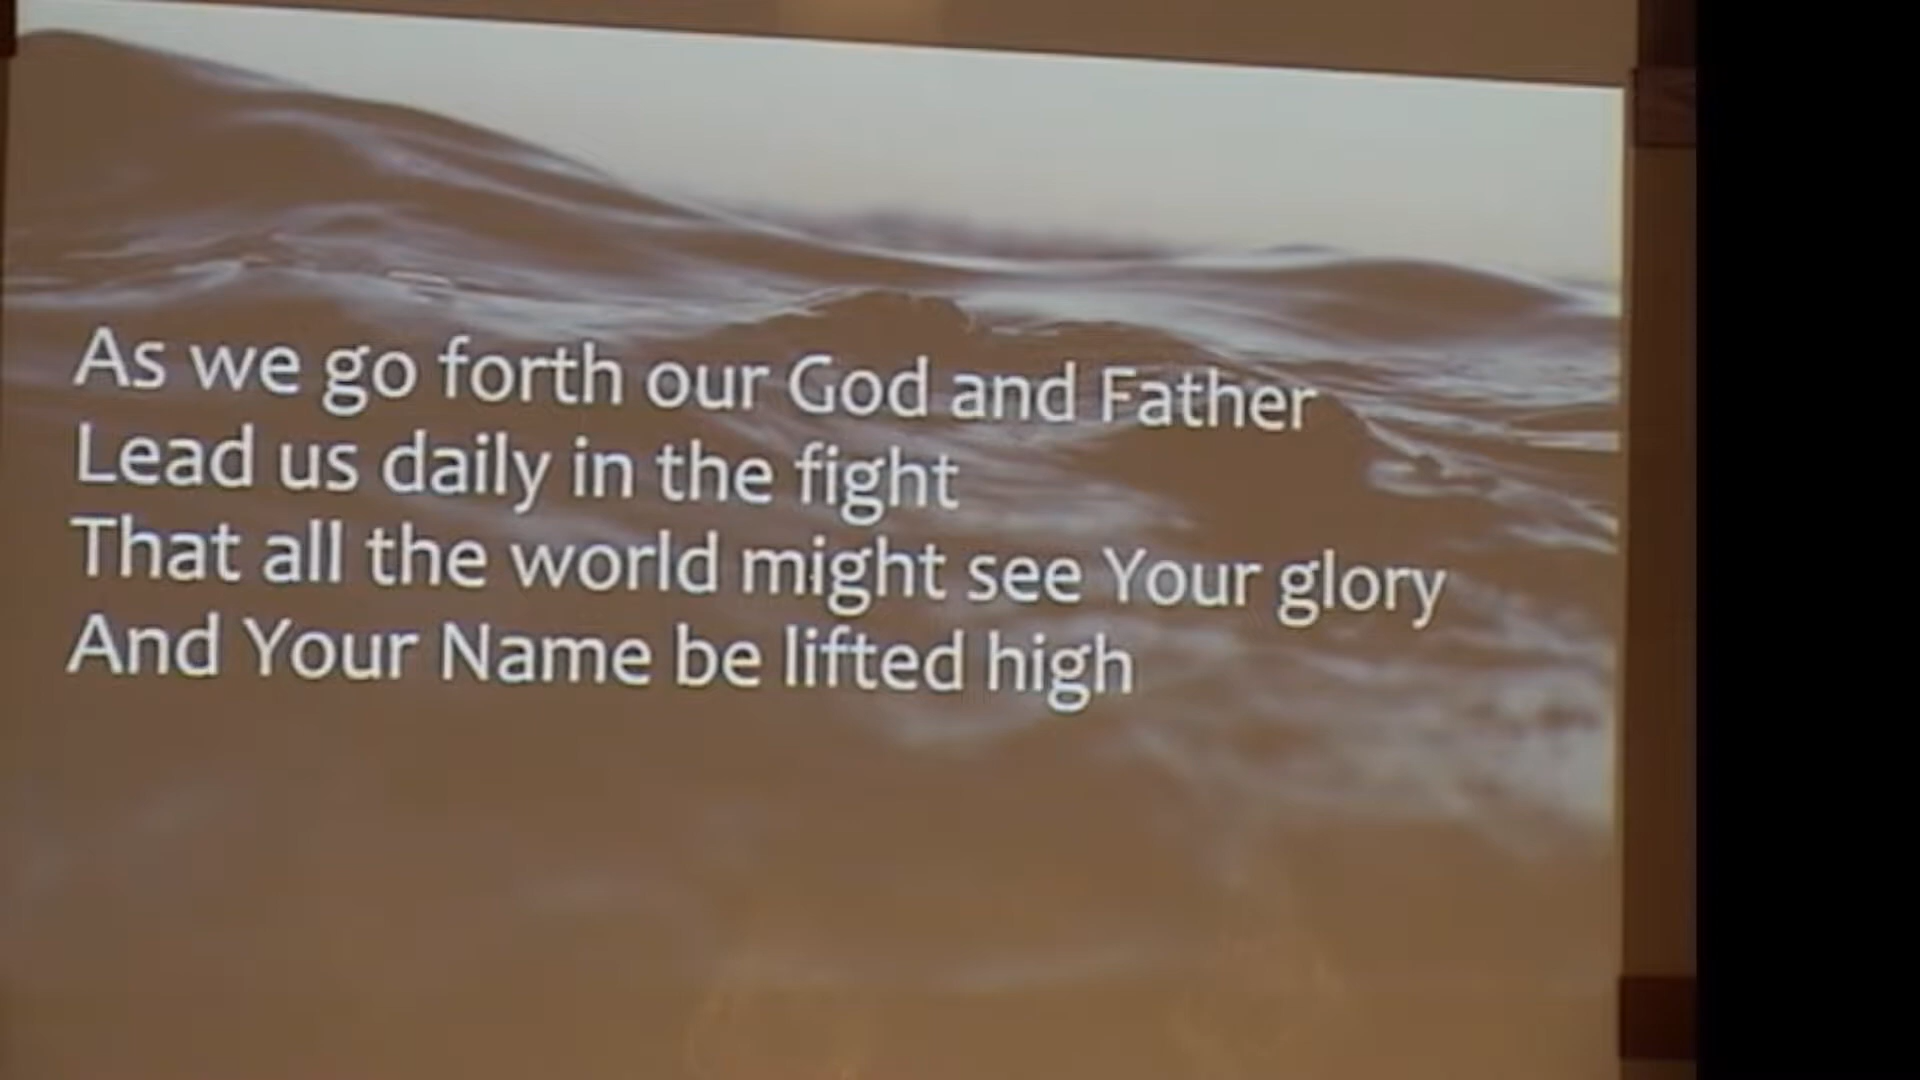 As we go forth our God and Father
Lead us daily in the fight
That all the world might see Your glory
And Your Name be lifted high